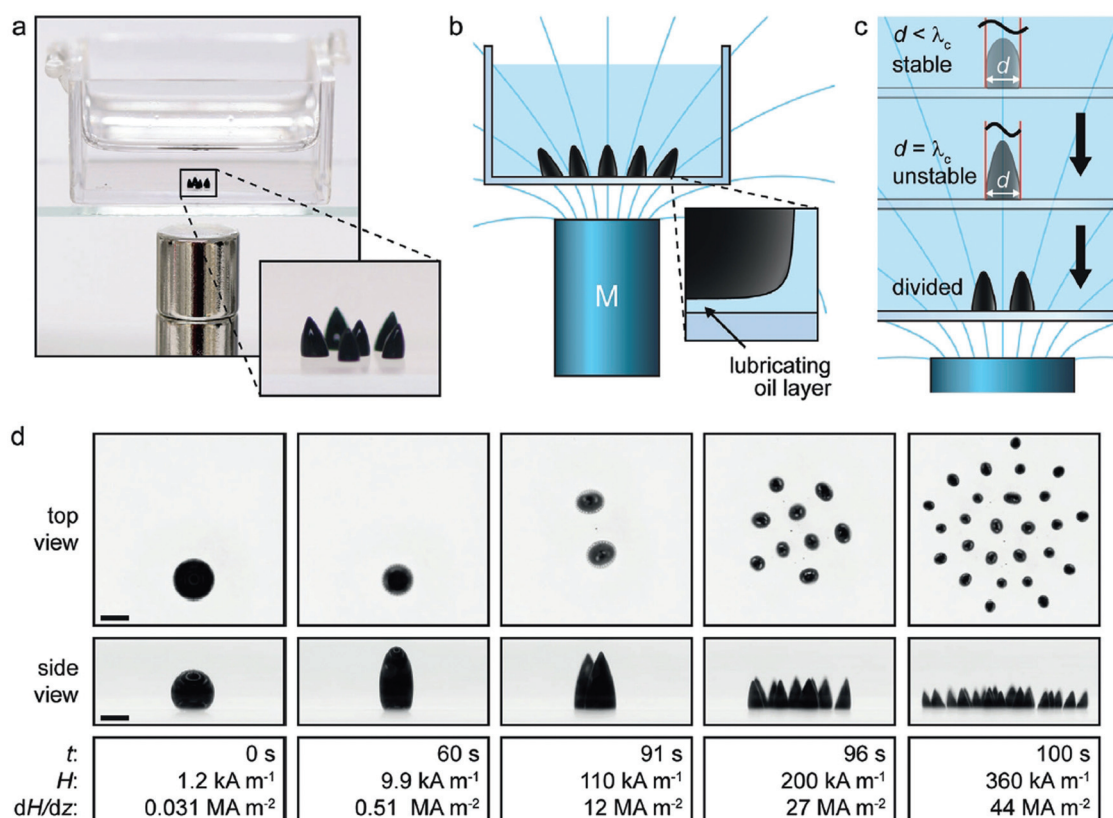 a
b
M
lubricating
oil layer
c
d < λc
stable
d
d = λc
unstable
d
divided
d
top
view
side
view
t:
0 s
60 s
91 s
96 s
100 s
H:
1.2 kA m⁻¹
9.9 kA m⁻¹
110 kA m⁻¹
200 kA m⁻¹
360 kA m⁻¹
dH/dz:
0.031 MA m⁻²
0.51 MA m⁻²
12 MA m⁻²
27 MA m⁻²
44 MA m⁻²